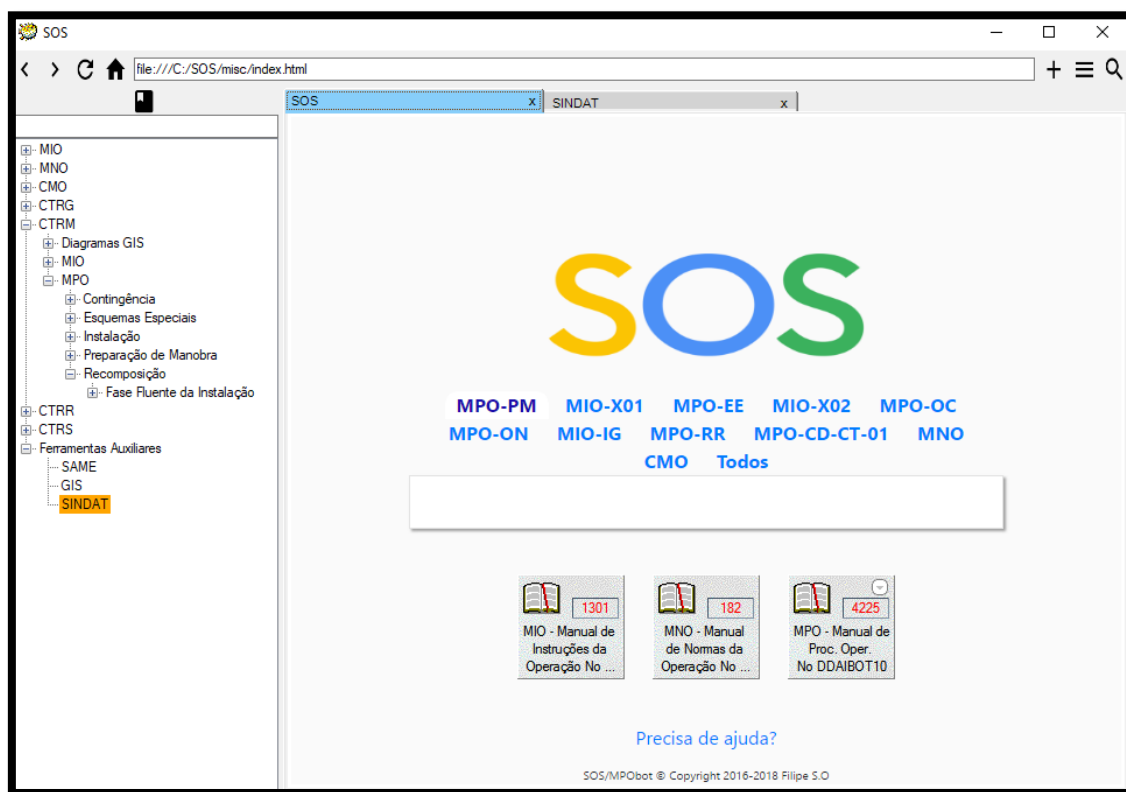 SOS
file:///C:/SOS/misc/index.html
SOS x SINDAT x
MIO
MNO
CMO
CTRG
CTRM
Diagramas GIS
MIO
MPO
Contingência
Esquemas Especiais
Instalação
Preparação de Manobra
Recomposição
Fase Fluente da Instalação
CTRR
CTRS
Ferramentas Auxiliares
SAME
GIS
SINDAT
SOS
MPO-PM MIO-X01 MPO-EE MIO-X02 MPO-OC
MPO-ON MIO-IG MPO-RR MPO-CD-CT-01 MNO
CMO Todos
1301
MIO - Manual de
Instruções da
Operação No ...
182
MNO - Manual
de Normas da
Operação No ...
4225
MPO - Manual de
Proc. Oper.
No DDAIBOT10
Precisa de ajuda?
SOS/MPObot © Copyright 2016-2018 Filipe S.O